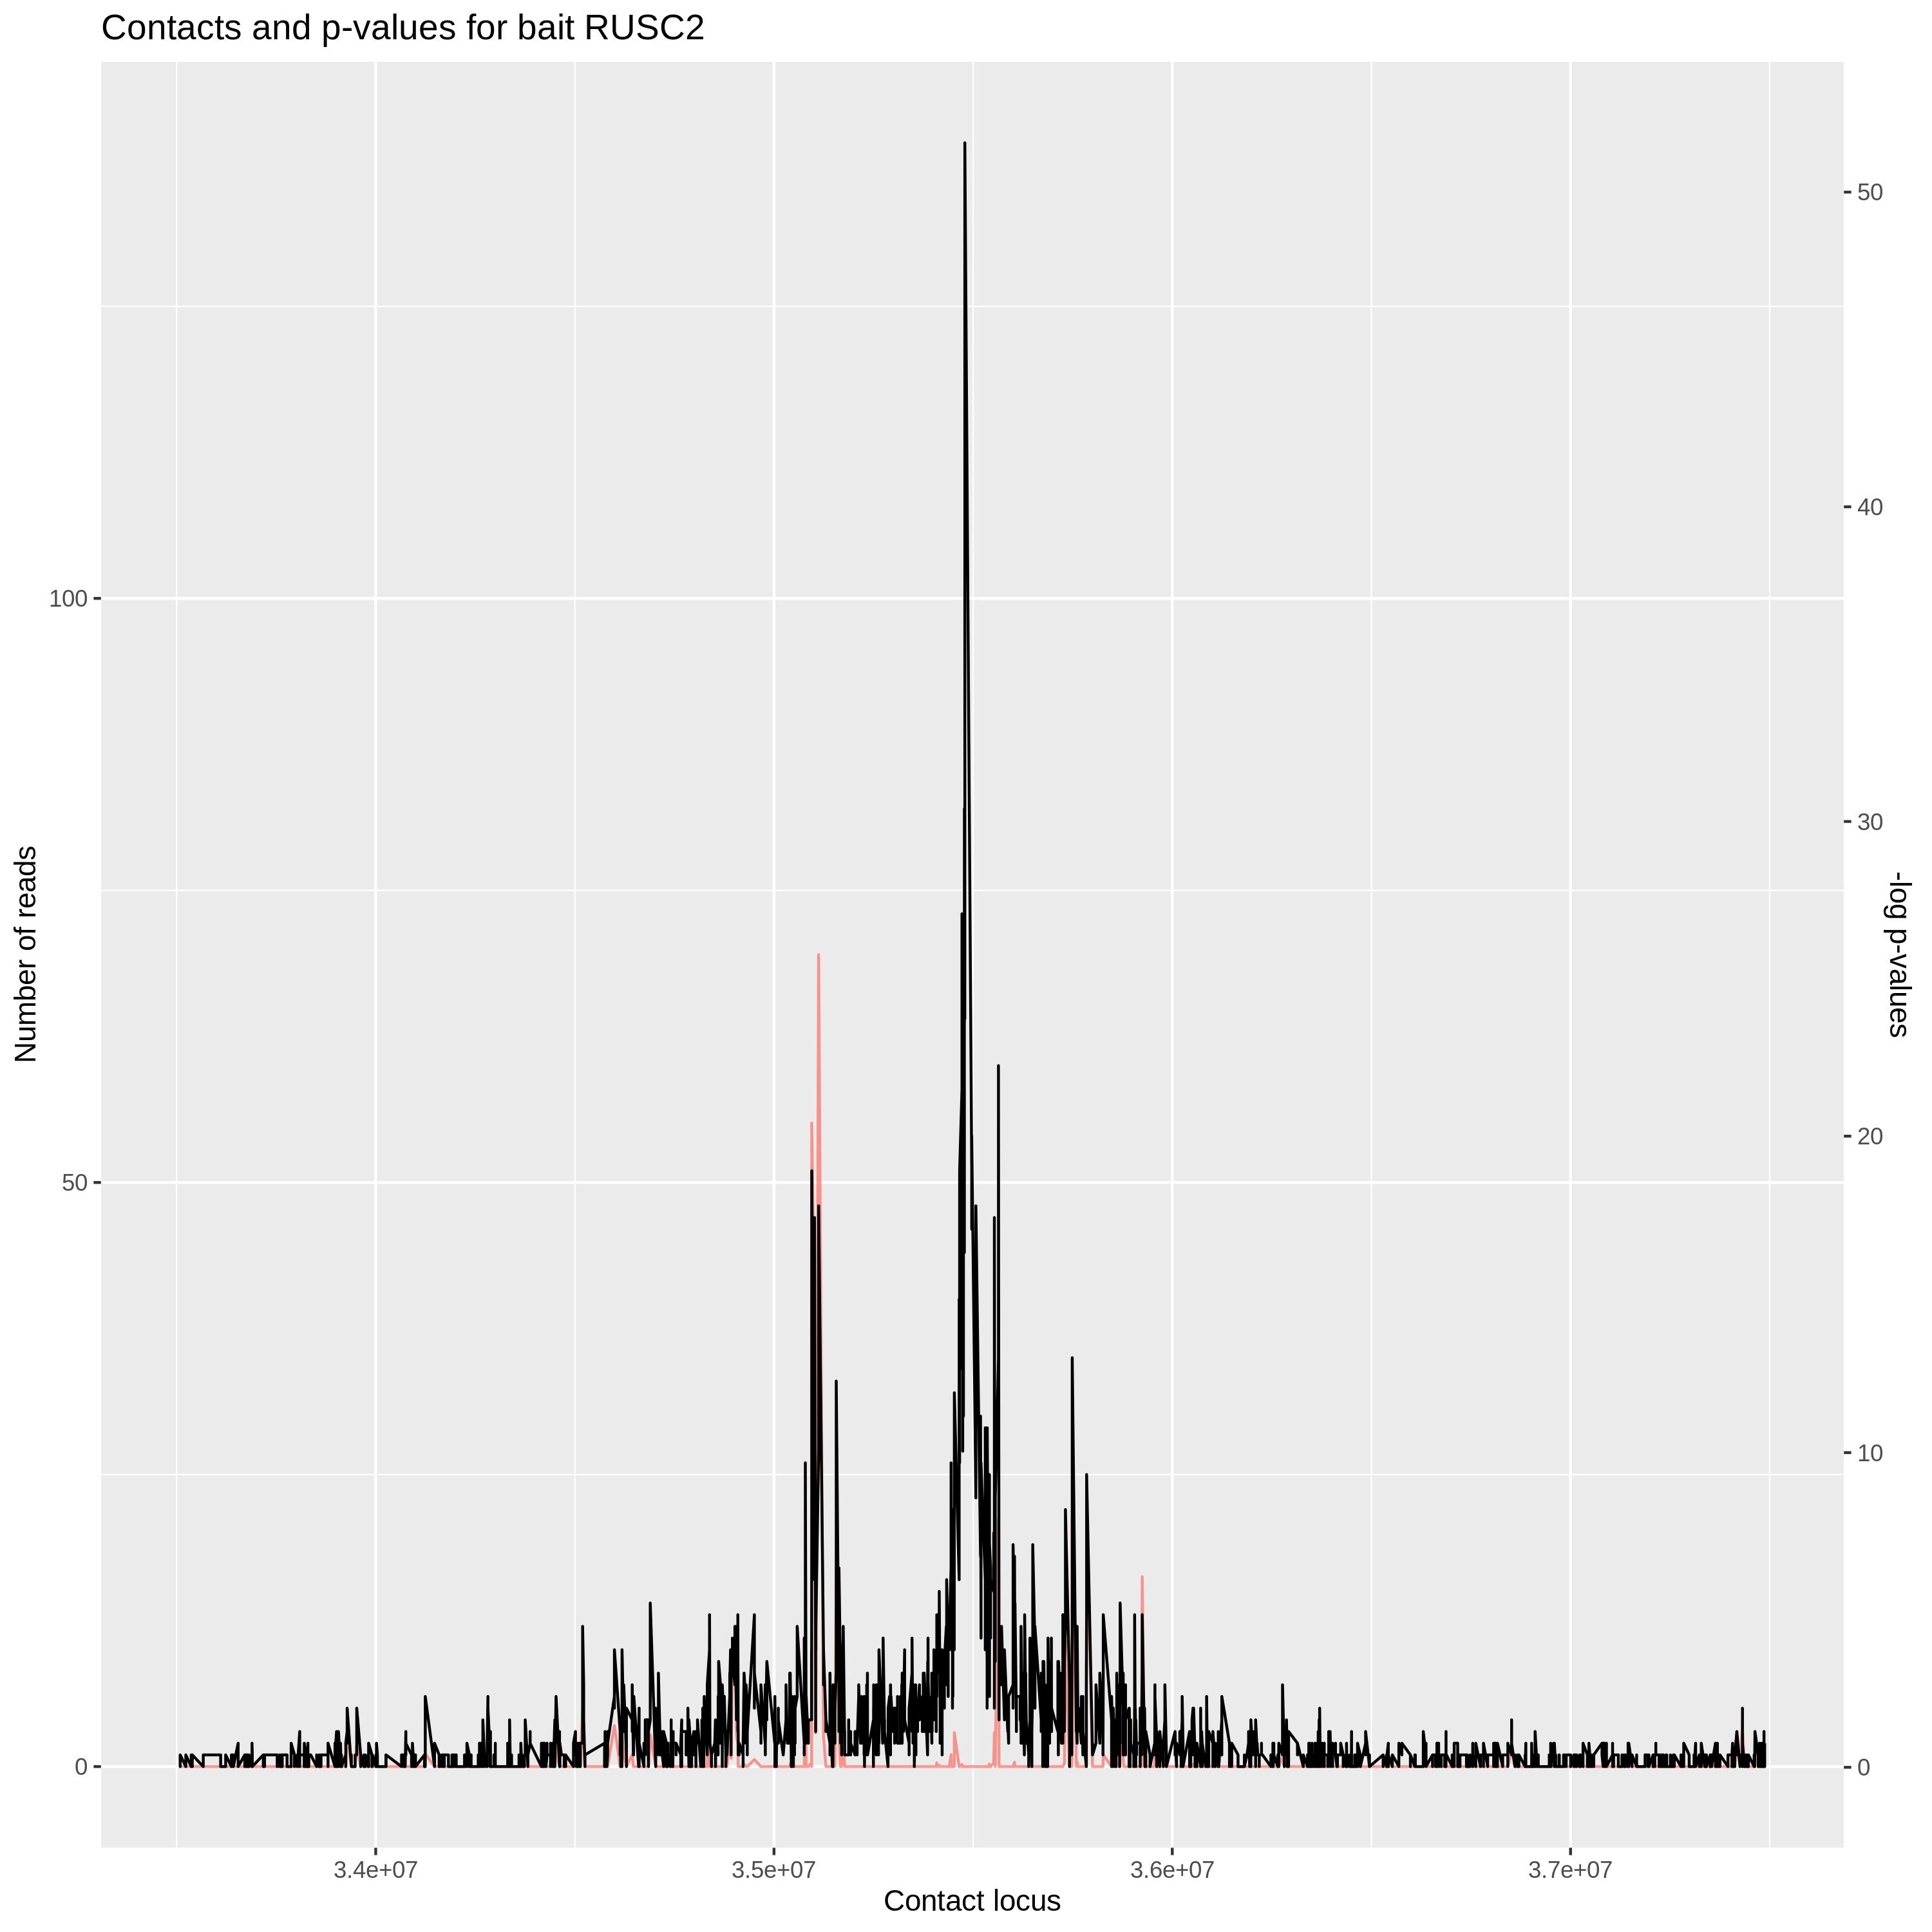 Contacts and p-values for bait RUSC2
Number of reads
100
50
0
50
40
30
20
10
0
-log p-values
3.4e+07
3.5e+07
3.6e+07
3.7e+07
Contact locus